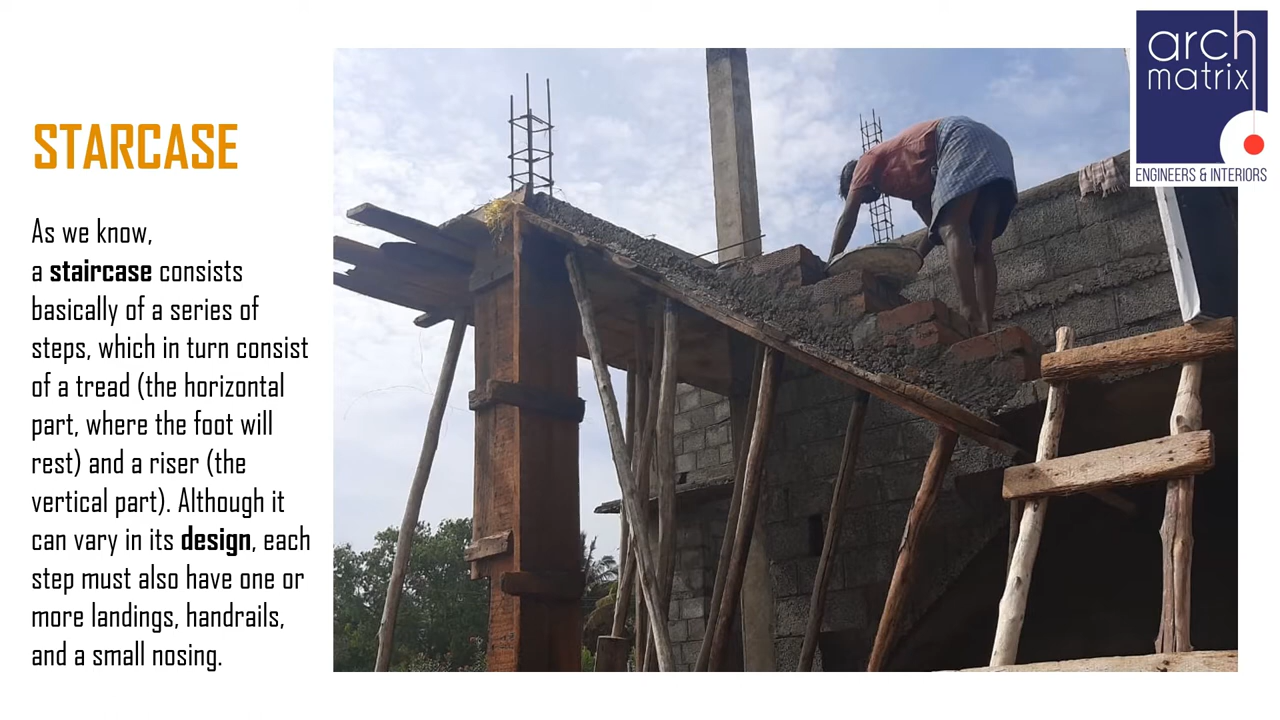 STARCASE
As we know,
a staircase consists
basically of a series of
steps, which in turn consist
of a tread (the horizontal
part, where the foot will
rest) and a riser (the
vertical part). Although it
can vary in its design, each
step must also have one or
more landings, handrails,
and a small nosing.
arch
matrix
ENGINEERS & INTERIORS